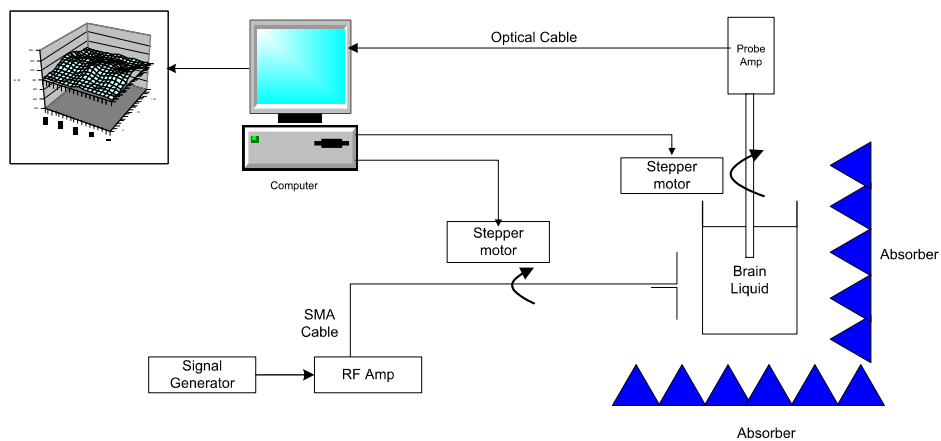 Optical Cable
Probe
Amp
Computer
Stepper
motor
Stepper
motor
Brain
Liquid
Absorber
SMA
Cable
Signal
Generator
RF Amp
Absorber